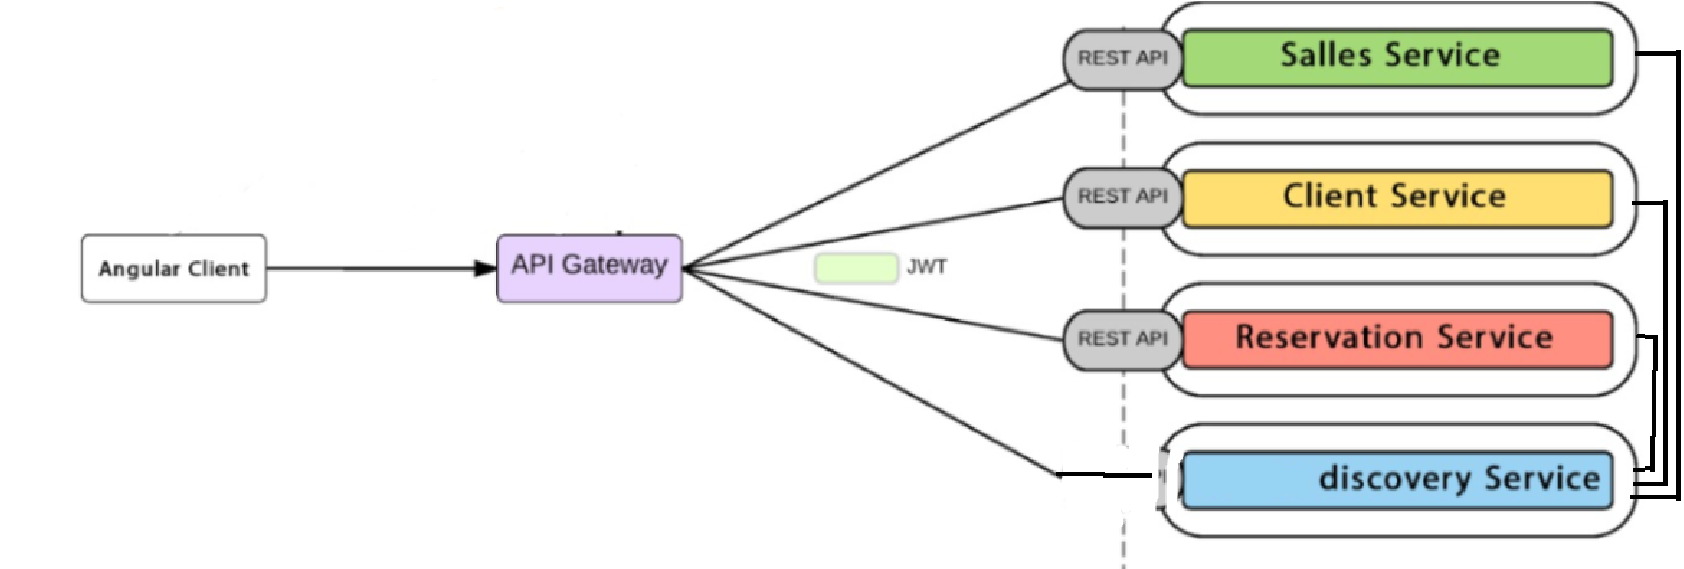 REST API
Salles Service
REST API
Client Service
Angular Client
API Gateway
JWT
REST API
Reservation Service
discovery Service